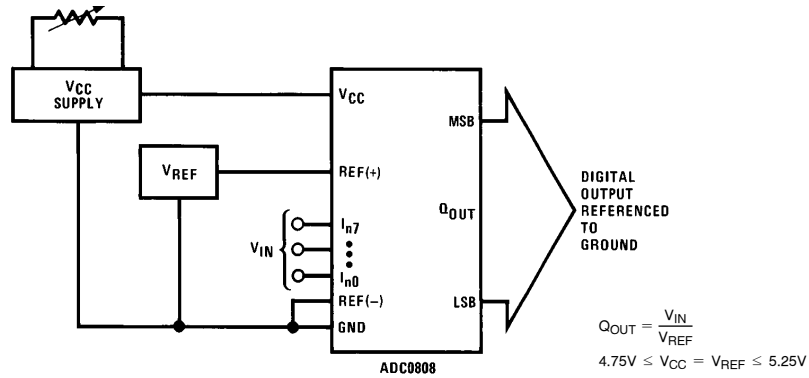 VCC
SUPPLY
VREF
VIN
VCC
REF(+)
In7
In0
REF(−)
GND
MSB
QOUT
LSB
ADC0808
DIGITAL
OUTPUT
REFERENCED
TO
GROUND
QOUT = VIN / VREF
4.75V ≤ VCC = VREF ≤ 5.25V